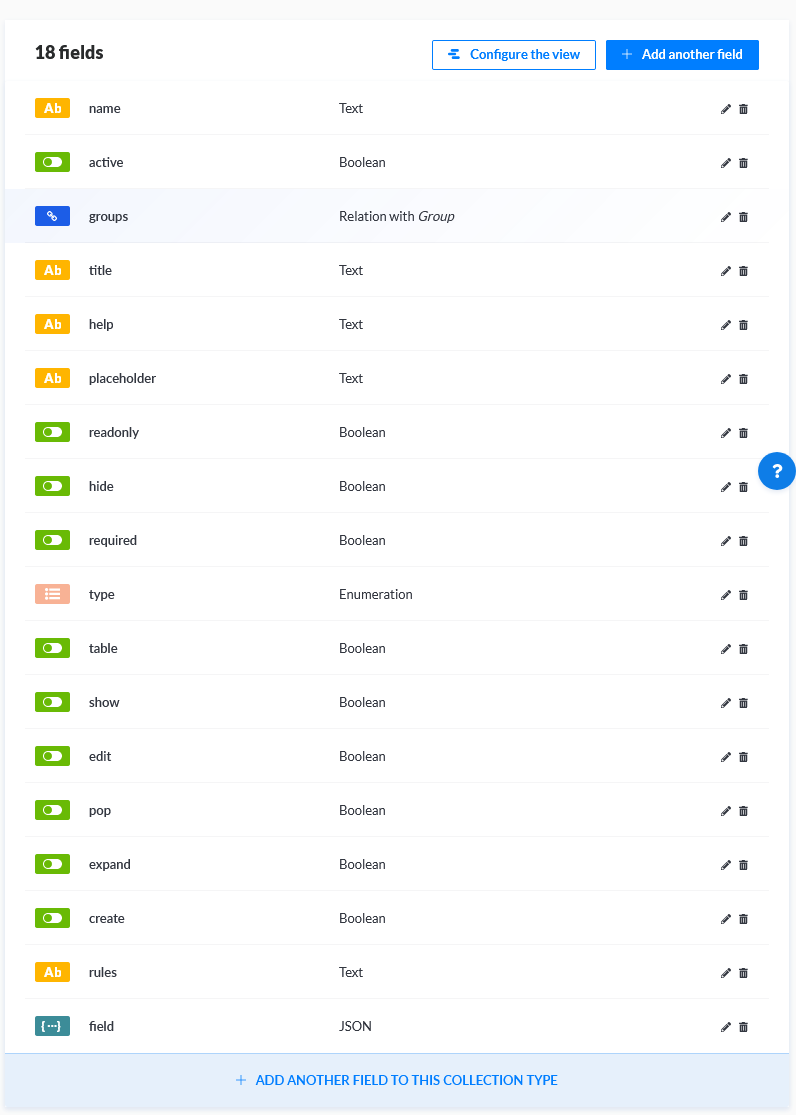 18 fields
Configure the view
+ Add another field
Ab name Text
active Boolean
groups Relation with Group
Ab title Text
Ab help Text
Ab placeholder Text
readonly Boolean
hide Boolean
?
required Boolean
type Enumeration
table Boolean
show Boolean
edit Boolean
pop Boolean
expand Boolean
create Boolean
Ab rules Text
{···} field JSON
+ ADD ANOTHER FIELD TO THIS COLLECTION TYPE